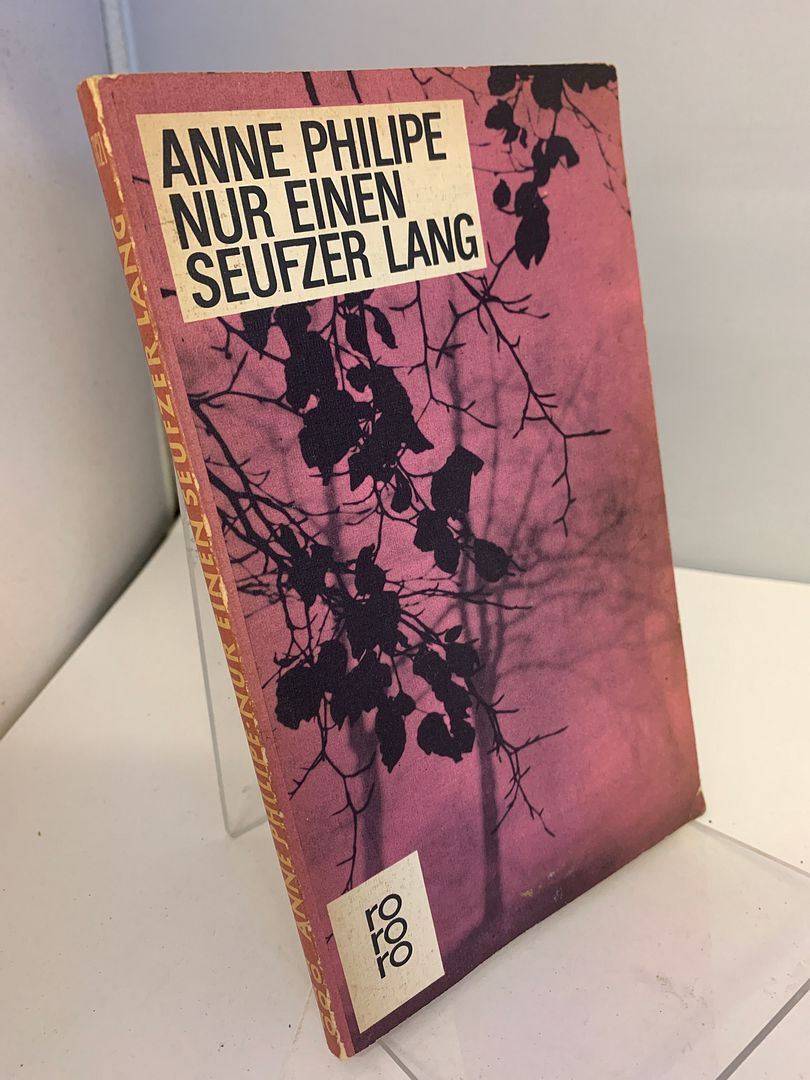 ANNE PHILIPE
NUR EINEN
SEUFZER LANG
ro
ro
ro
ANNE PHILIPE · NUR EINEN SEUFZER LANG